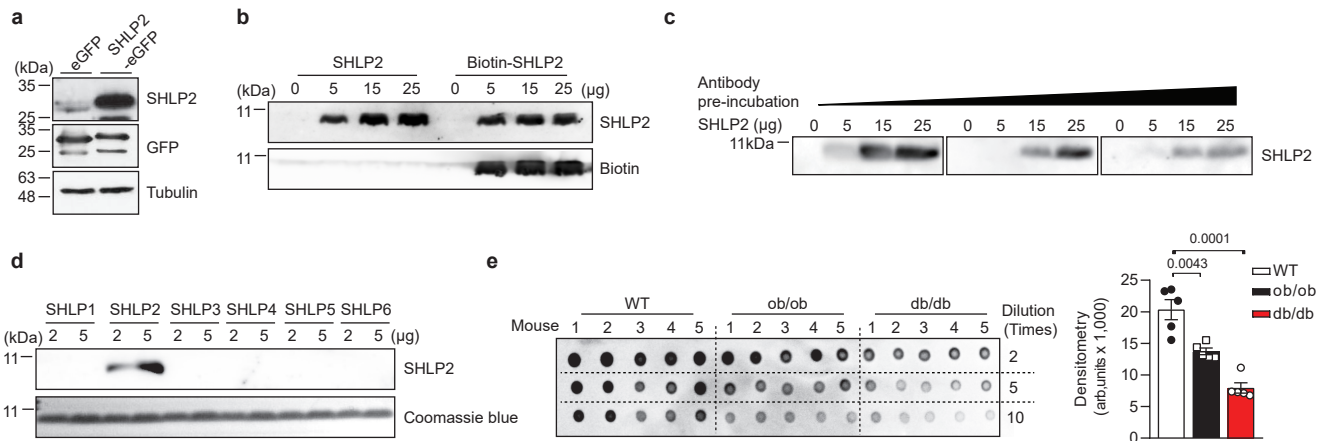 a
eGFP
SHLP2
-eGFP
(kDa)
35
25
SHLP2
35
25
GFP
63
48
Tubulin
b
SHLP2 Biotin-SHLP2
(kDa) 0 5 15 25 0 5 15 25 (µg)
11
SHLP2
11
Biotin
c
Antibody
pre-incubation
SHLP2 (µg) 0 5 15 25 0 5 15 25 0 5 15 25
11kDa
SHLP2
d
SHLP1 SHLP2 SHLP3 SHLP4 SHLP5 SHLP6
(kDa) 2 5 2 5 2 5 2 5 2 5 2 5 (µg)
11
SHLP2
11
Coomassie blue
e
WT ob/ob db/db Dilution
Mouse 1 2 3 4 5 1 2 3 4 5 1 2 3 4 5 (Times)
2
5
10
0.0001
0.0043
WT
ob/ob
db/db
Densitometry
(arb,units x 1,000)
25
20
15
10
5
0